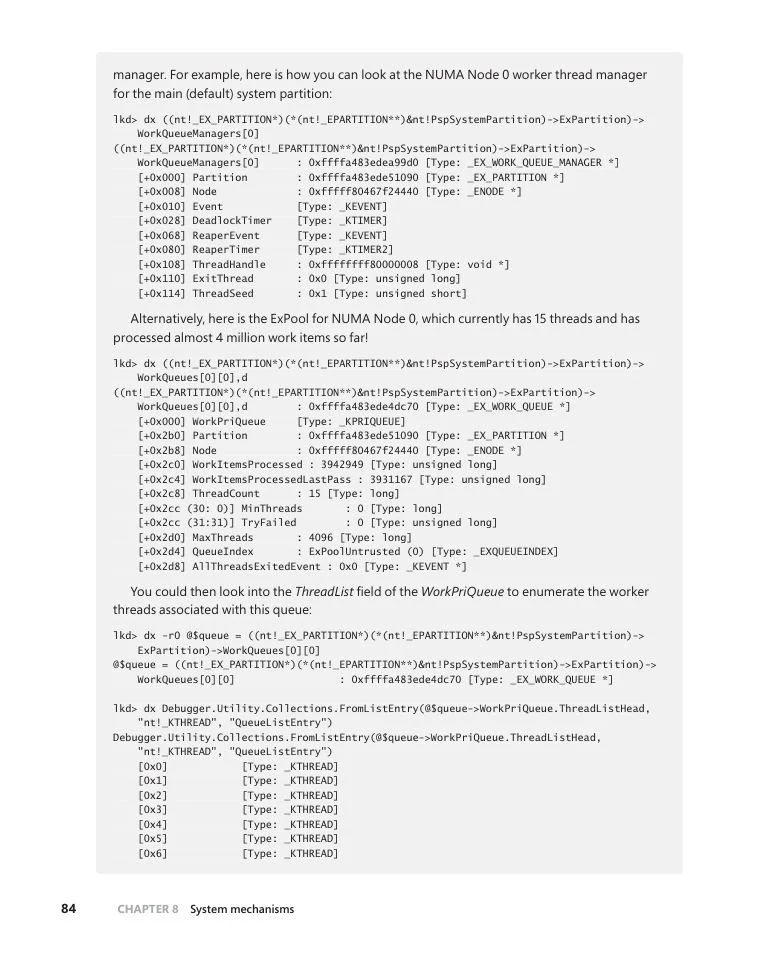 manager. For example, here is how you can look at the NUMA Node 0 worker thread manager
for the main (default) system partition:
lkd> dx ((nt!_EX_PARTITION*)(*(nt!_EPARTITION**)&nt!PspSystemPartition)->ExPartition)->
    WorkQueueManagers[0]
((nt!_EX_PARTITION*)(*(nt!_EPARTITION**)&nt!PspSystemPartition)->ExPartition)->
    WorkQueueManagers[0]      : 0xffffa483edea99d0 [Type: _EX_WORK_QUEUE_MANAGER *]
    [+0x000] Partition        : 0xffffa483ede51090 [Type: _EX_PARTITION *]
    [+0x008] Node             : 0xfffff80467f24440 [Type: _ENODE *]
    [+0x010] Event            [Type: _KEVENT]
    [+0x028] DeadlockTimer    [Type: _KTIMER]
    [+0x068] ReaperEvent      [Type: _KEVENT]
    [+0x080] ReaperTimer      [Type: _KTIMER2]
    [+0x108] ThreadHandle     : 0xffffffff80000008 [Type: void *]
    [+0x110] ExitThread       : 0x0 [Type: unsigned long]
    [+0x114] ThreadSeed       : 0x1 [Type: unsigned short]
Alternatively, here is the ExPool for NUMA Node 0, which currently has 15 threads and has
processed almost 4 million work items so far!
lkd> dx ((nt!_EX_PARTITION*)(*(nt!_EPARTITION**)&nt!PspSystemPartition)->ExPartition)->
    WorkQueues[0][0],d
((nt!_EX_PARTITION*)(*(nt!_EPARTITION**)&nt!PspSystemPartition)->ExPartition)->
    WorkQueues[0][0],d        : 0xffffa483ede4dc70 [Type: _EX_WORK_QUEUE *]
    [+0x000] WorkPriQueue     [Type: _KPRIQUEUE]
    [+0x2b0] Partition        : 0xffffa483ede51090 [Type: _EX_PARTITION *]
    [+0x2b8] Node             : 0xfffff80467f24440 [Type: _ENODE *]
    [+0x2c0] WorkItemsProcessed : 3942949 [Type: unsigned long]
    [+0x2c4] WorkItemsProcessedLastPass : 3931167 [Type: unsigned long]
    [+0x2c8] ThreadCount      : 15 [Type: long]
    [+0x2cc (30: 0)] MinThreads       : 0 [Type: long]
    [+0x2cc (31:31)] TryFailed        : 0 [Type: unsigned long]
    [+0x2d0] MaxThreads       : 4096 [Type: long]
    [+0x2d4] QueueIndex       : ExPoolUntrusted (0) [Type: _EXQUEUEINDEX]
    [+0x2d8] AllThreadsExitedEvent : 0x0 [Type: _KEVENT *]
You could then look into the ThreadList field of the WorkPriQueue to enumerate the worker
threads associated with this queue:
lkd> dx -r0 @$queue = ((nt!_EX_PARTITION*)(*(nt!_EPARTITION**)&nt!PspSystemPartition)->
    ExPartition)->WorkQueues[0][0]
@$queue = ((nt!_EX_PARTITION*)(*(nt!_EPARTITION**)&nt!PspSystemPartition)->ExPartition)->
    WorkQueues[0][0]                 : 0xffffa483ede4dc70 [Type: _EX_WORK_QUEUE *]
lkd> dx Debugger.Utility.Collections.FromListEntry(@$queue->WorkPriQueue.ThreadListHead,
    "nt!_KTHREAD", "QueueListEntry")
Debugger.Utility.Collections.FromListEntry(@$queue->WorkPriQueue.ThreadListHead,
    "nt!_KTHREAD", "QueueListEntry")
    [0x0]            [Type: _KTHREAD]
    [0x1]            [Type: _KTHREAD]
    [0x2]            [Type: _KTHREAD]
    [0x3]            [Type: _KTHREAD]
    [0x4]            [Type: _KTHREAD]
    [0x5]            [Type: _KTHREAD]
    [0x6]            [Type: _KTHREAD]
84 CHAPTER 8 System mechanisms